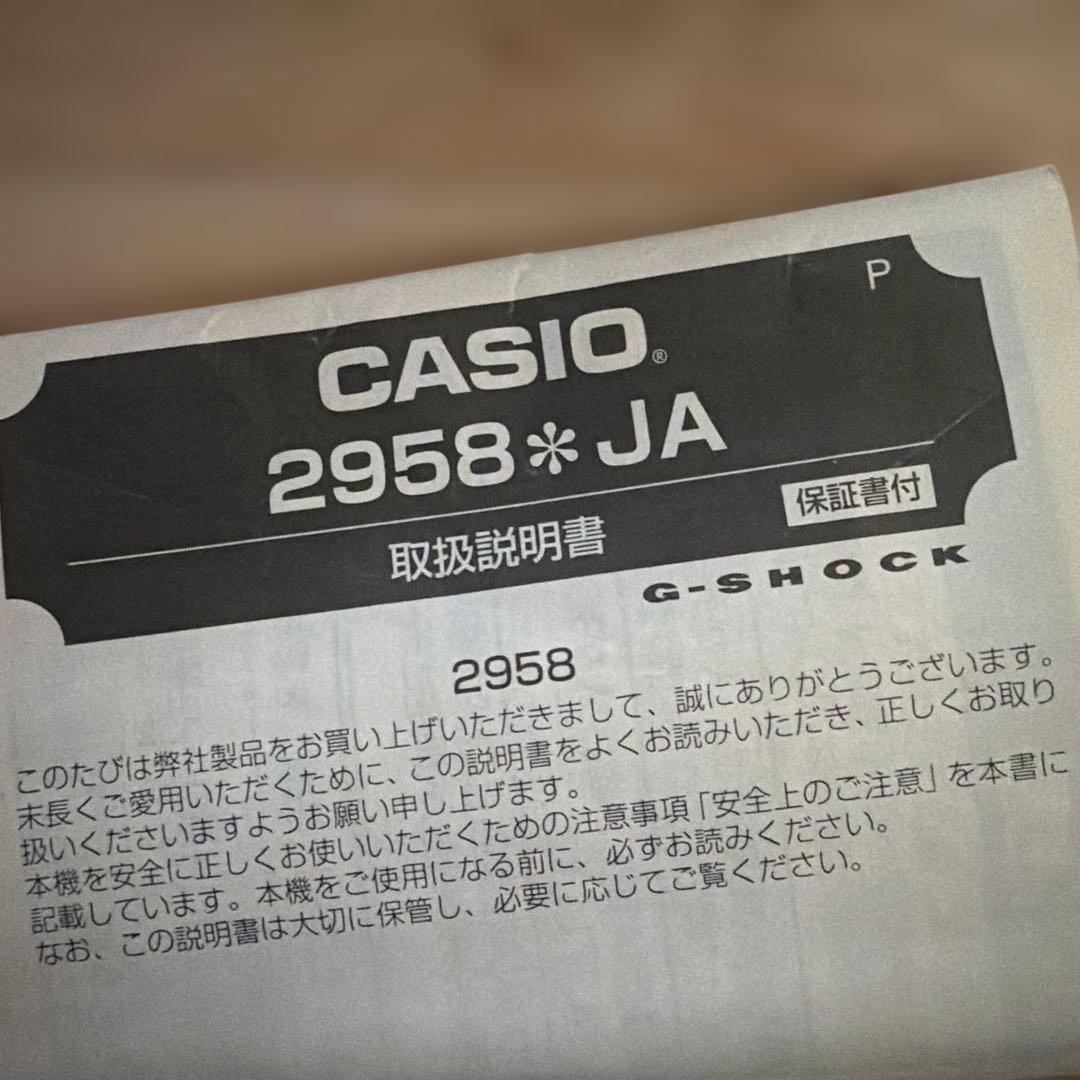 P
CASIO®
2958＊JA
取扱説明書
保証書付
G-SHOCK
2958
このたびは弊社製品をお買い上げいただきまして、誠にありがとうございます。
末長くご愛用いただくために、この説明書をよくお読みいただき、正しくお取り
扱いくださいますようお願い申し上げます。
本機を安全に正しくお使いいただくための注意事項「安全上のご注意」を本書に
記載しています。本機をご使用になる前に、必ずお読みください。
なお、この説明書は大切に保管し、必要に応じてご覧ください。